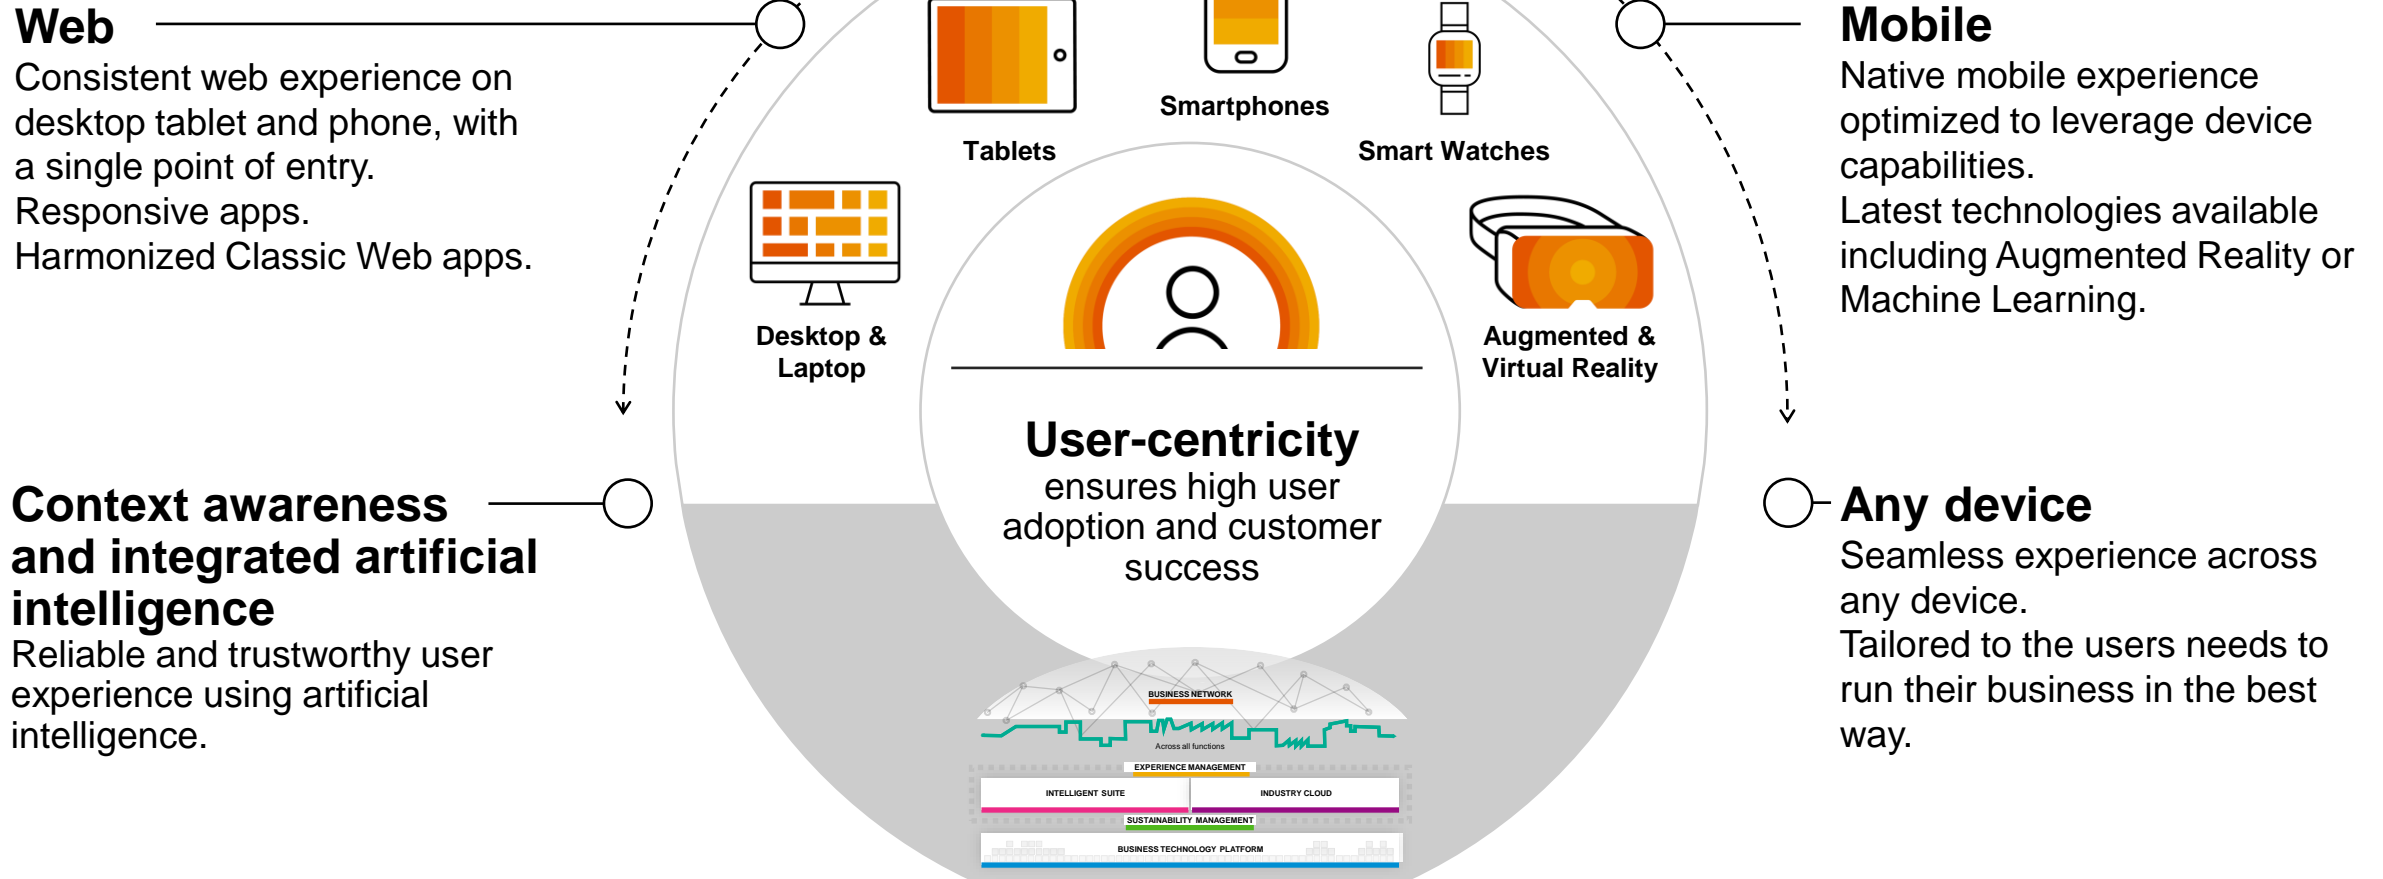 Web
Consistent web experience on
desktop tablet and phone, with
a single point of entry.
Responsive apps.
Harmonized Classic Web apps.
Context awareness
and integrated artificial
intelligence
Reliable and trustworthy user
experience using artificial
intelligence.
Smartphones
Tablets
Smart Watches
Desktop &
Laptop
Augmented &
Virtual Reality
User-centricity
ensures high user
adoption and customer
success
BUSINESS NETWORK
Across all functions
EXPERIENCE MANAGEMENT
INTELLIGENT SUITE
INDUSTRY CLOUD
SUSTAINABILITY MANAGEMENT
BUSINESS TECHNOLOGY PLATFORM
Mobile
Native mobile experience
optimized to leverage device
capabilities.
Latest technologies available
including Augmented Reality or
Machine Learning.
Any device
Seamless experience across
any device.
Tailored to the users needs to
run their business in the best
way.